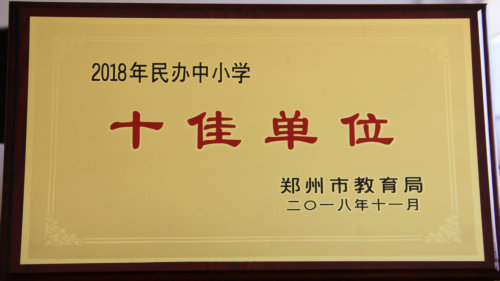 2018年民办中小学
十佳单位
郑州市教育局
二〇一八年十一月